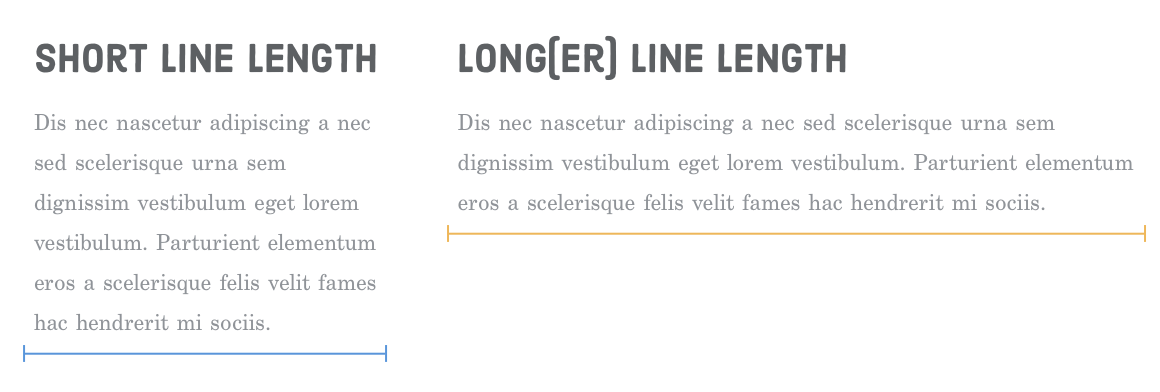 SHORT LINE LENGTH
Dis nec nascetur adipiscing a nec
sed scelerisque urna sem
dignissim vestibulum eget lorem
vestibulum. Parturient elementum
eros a scelerisque felis velit fames
hac hendrerit mi sociis.
LONG(ER) LINE LENGTH
Dis nec nascetur adipiscing a nec sed scelerisque urna sem
dignissim vestibulum eget lorem vestibulum. Parturient elementum
eros a scelerisque felis velit fames hac hendrerit mi sociis.